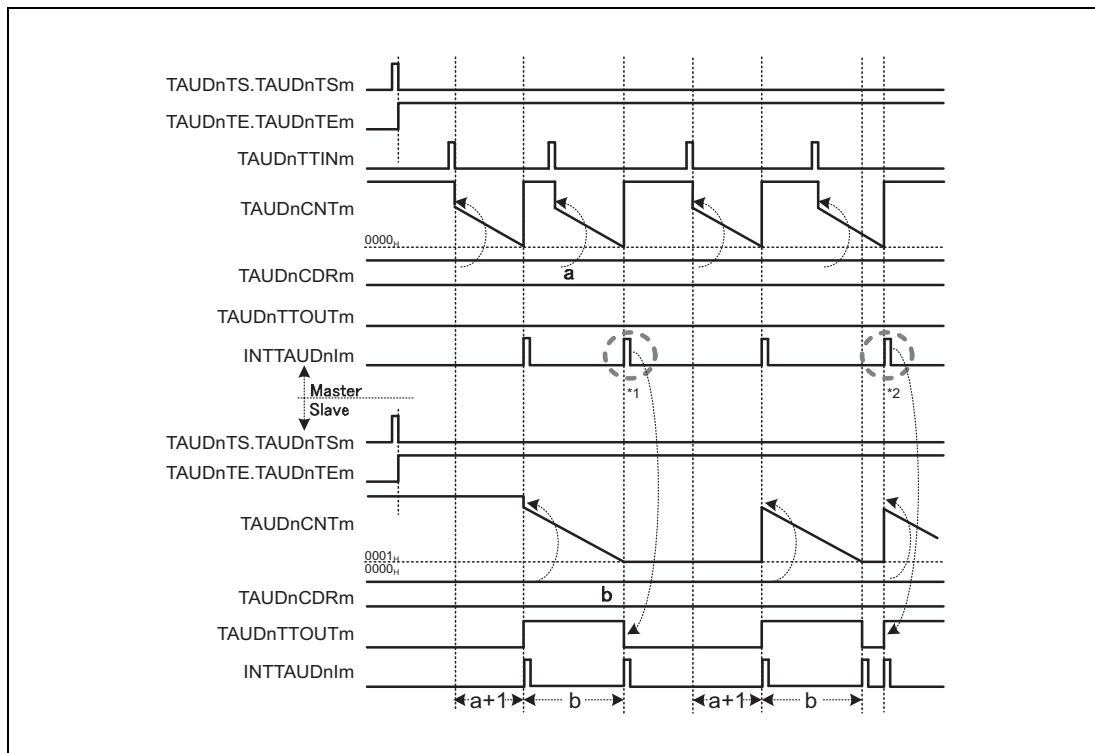 TAUDnTS.TAUDnTSm
TAUDnTE.TAUDnTEm
TAUDnTTINm
TAUDnCNTm
0000H
TAUDnCDRm
a
TAUDnTTOUTm
INTTAUDnIm
*1
*2
Master
Slave
TAUDnTS.TAUDnTSm
TAUDnTE.TAUDnTEm
TAUDnCNTm
0001H
0000H
TAUDnCDRm
b
TAUDnTTOUTm
INTTAUDnIm
a+1
b
a+1
b